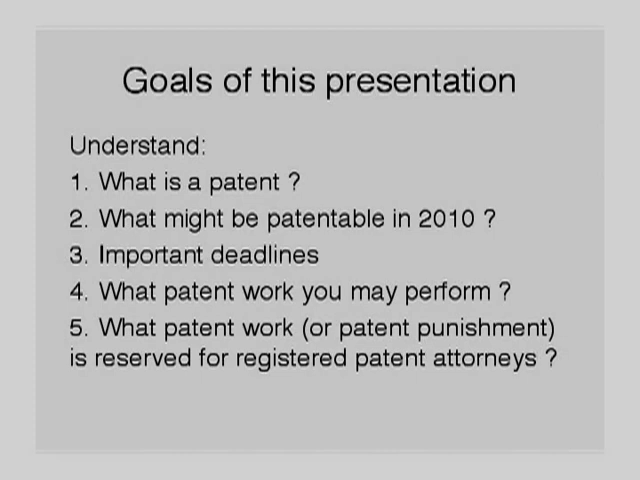 Goals of this presentation
Understand:
1. What is a patent ?
2. What might be patentable in 2010 ?
3. Important deadlines
4. What patent work you may perform ?
5. What patent work (or patent punishment)
is reserved for registered patent attorneys ?